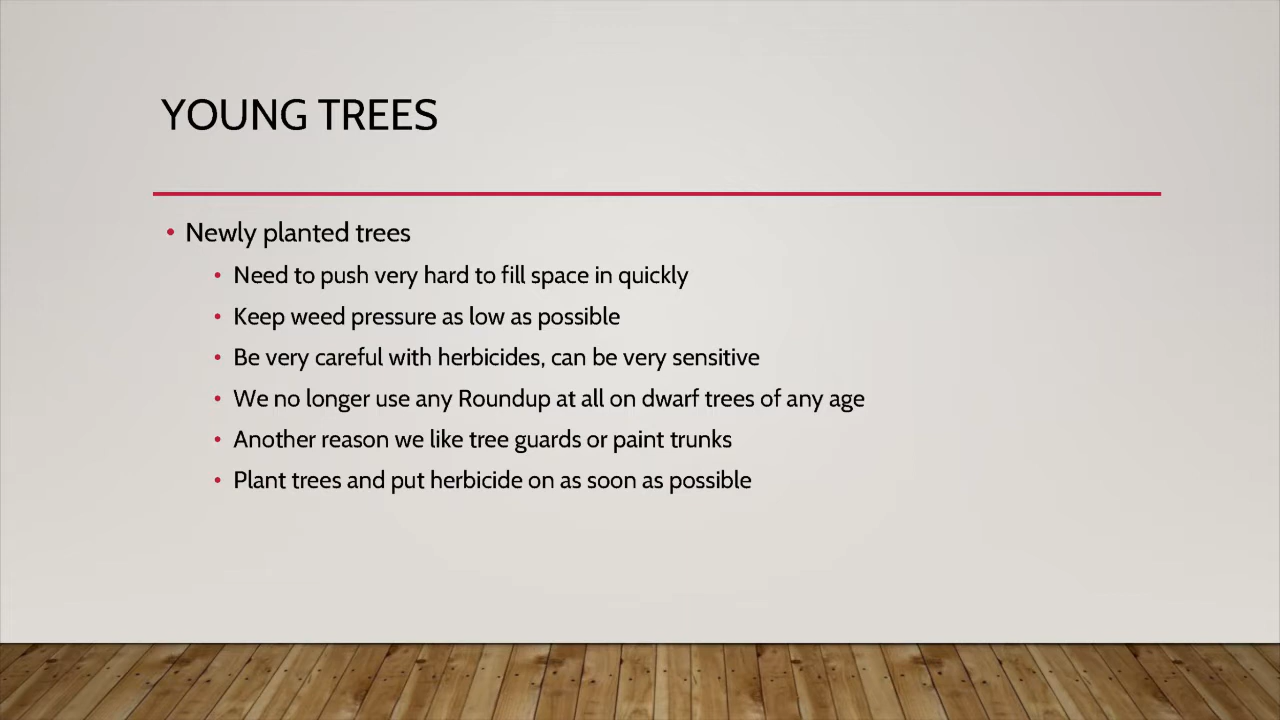 YOUNG TREES
• Newly planted trees
• Need to push very hard to fill space in quickly
• Keep weed pressure as low as possible
• Be very careful with herbicides, can be very sensitive
• We no longer use any Roundup at all on dwarf trees of any age
• Another reason we like tree guards or paint trunks
• Plant trees and put herbicide on as soon as possible